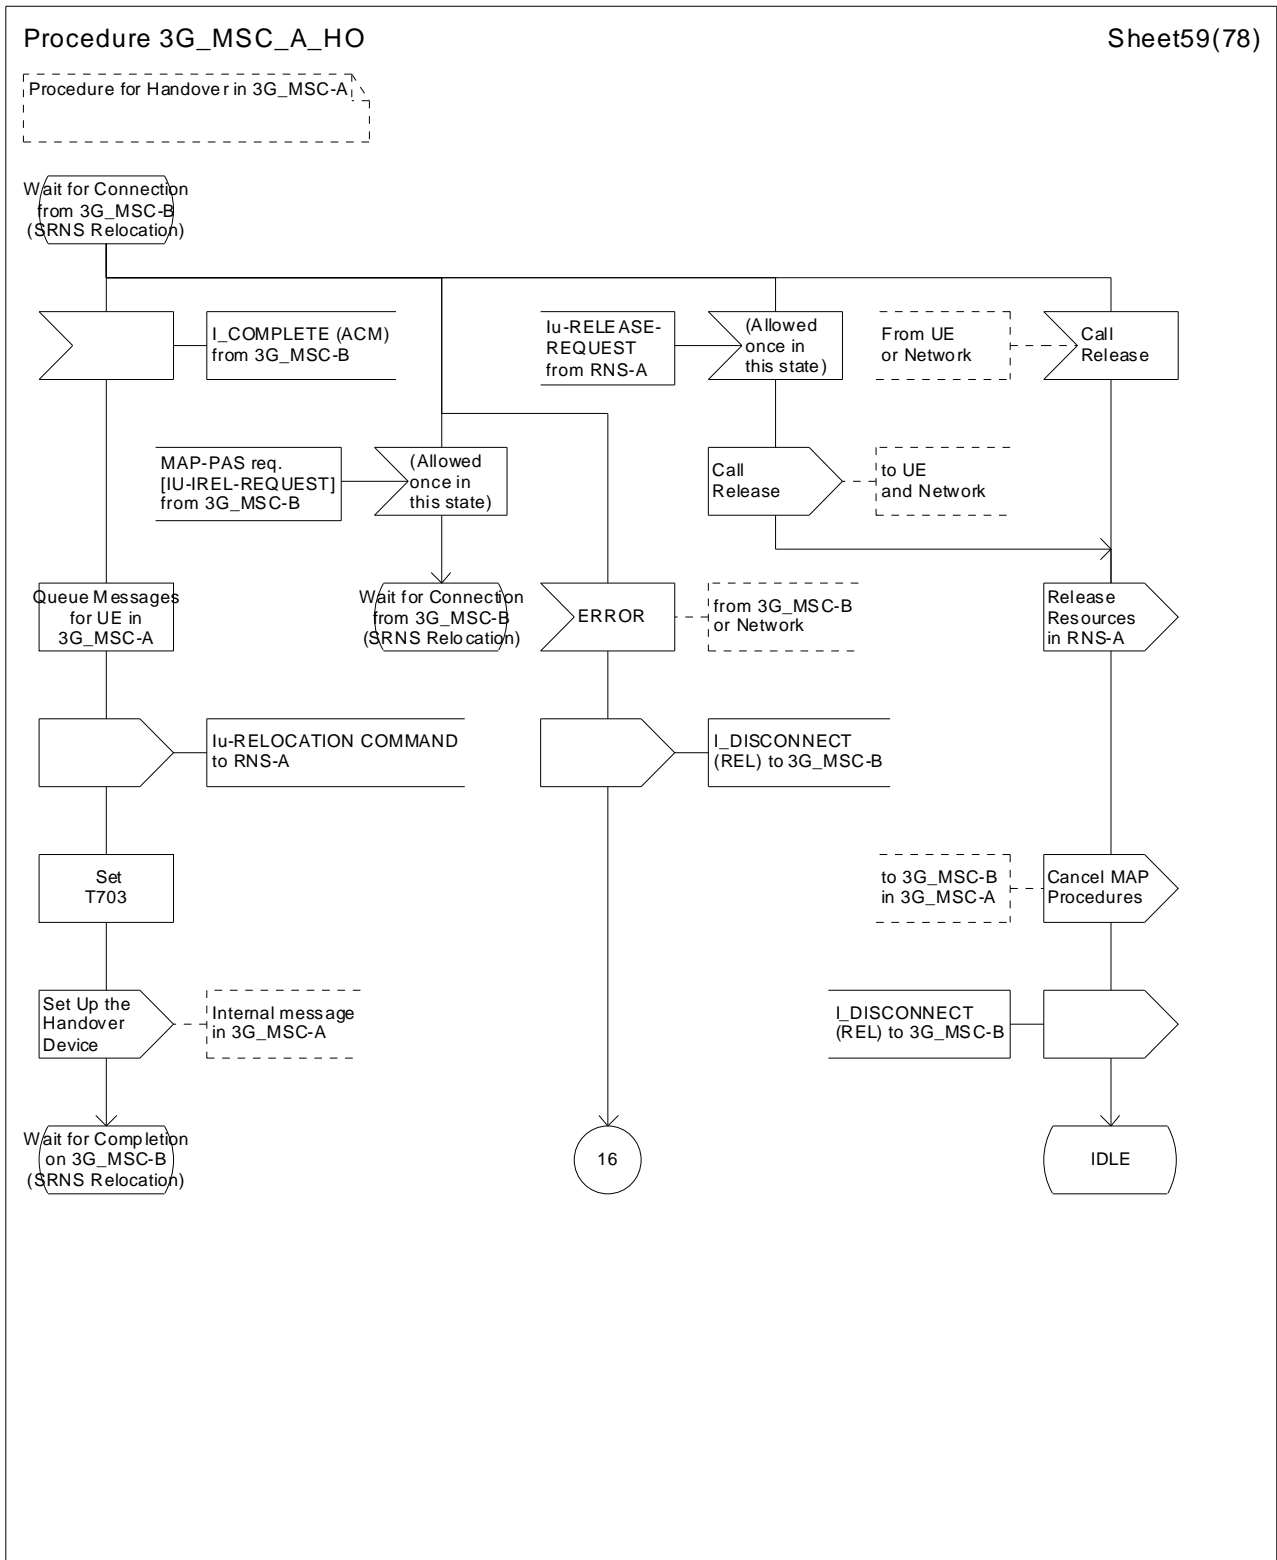 Procedure 3G_MSC_A_HO
Sheet59(78)
Procedure for Handover in 3G_MSC-A
Wait for Connection
from 3G_MSC-B
(SRNS Relocation)
I_COMPLETE (ACM)
from 3G_MSC-B
Iu-RELEASE-
REQUEST
from RNS-A
(Allowed
once in
this state)
From UE
or Network
Call
Release
MAP-PAS req.
[IU-IREL-REQUEST]
from 3G_MSC-B
(Allowed
once in
this state)
Call
Release
to UE
and Network
Queue Messages
for UE in
3G_MSC-A
Wait for Connection
from 3G_MSC-B
(SRNS Relocation)
ERROR
from 3G_MSC-B
or Network
Release
Resources
in RNS-A
Iu-RELOCATION COMMAND
to RNS-A
I_DISCONNECT
(REL) to 3G_MSC-B
Set
T703
to 3G_MSC-B
in 3G_MSC-A
Cancel MAP
Procedures
Set Up the
Handover
Device
Internal message
in 3G_MSC-A
I_DISCONNECT
(REL) to 3G_MSC-B
Wait for Completion
on 3G_MSC-B
(SRNS Relocation)
16
IDLE